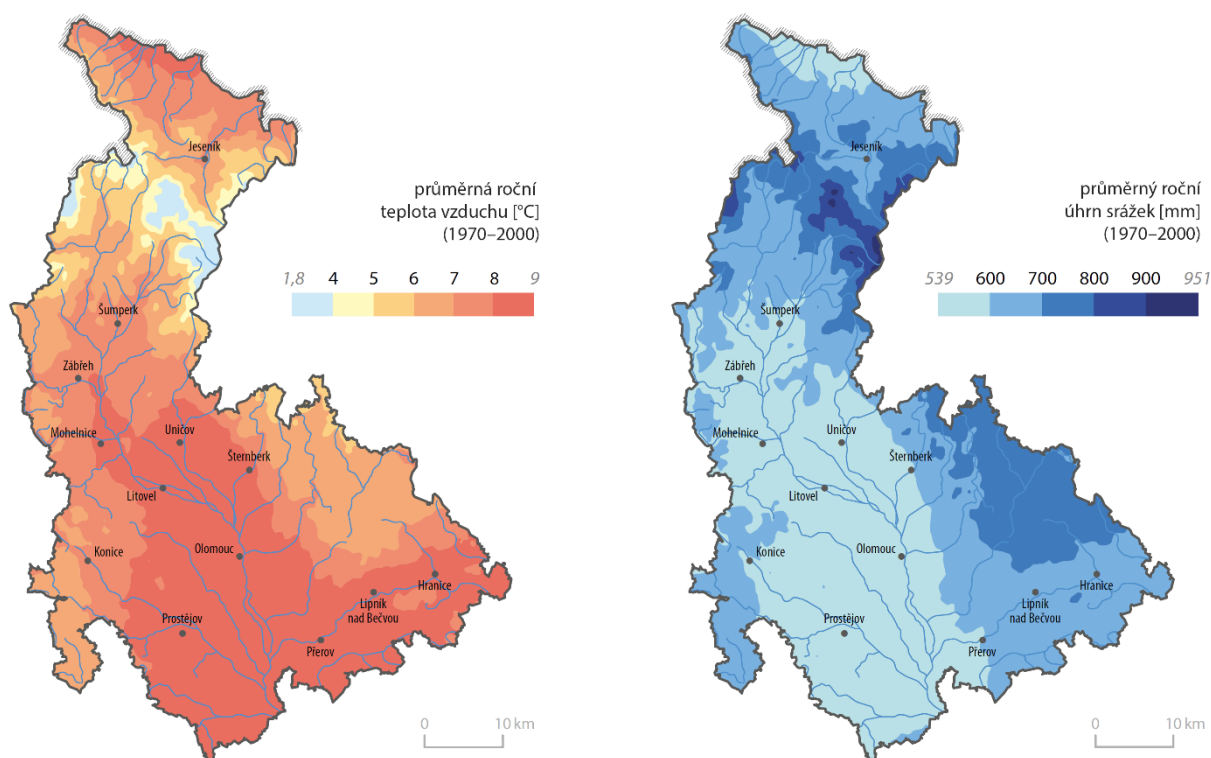 Jeseník
průměrná roční
teplota vzduchu [°C]
(1970–2000)
1,8 4 5 6 7 8 9
Šumperk
Zábřeh
Mohelnice
Uničov
Šternberk
Litovel
Konice
Olomouc
Hranice
Lipník
nad Bečvou
Prostějov
Přerov
0 10 km
Jeseník
průměrný roční
úhrn srážek [mm]
(1970–2000)
539 600 700 800 900 951
Šumperk
Zábřeh
Mohelnice
Uničov
Šternberk
Litovel
Konice
Olomouc
Hranice
Lipník
nad Bečvou
Prostějov
Přerov
0 10 km